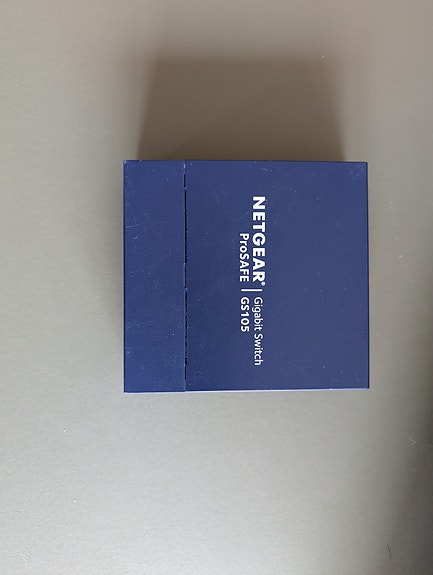 NETGEAR® | Gigabit Switch
ProSAFE | GS105